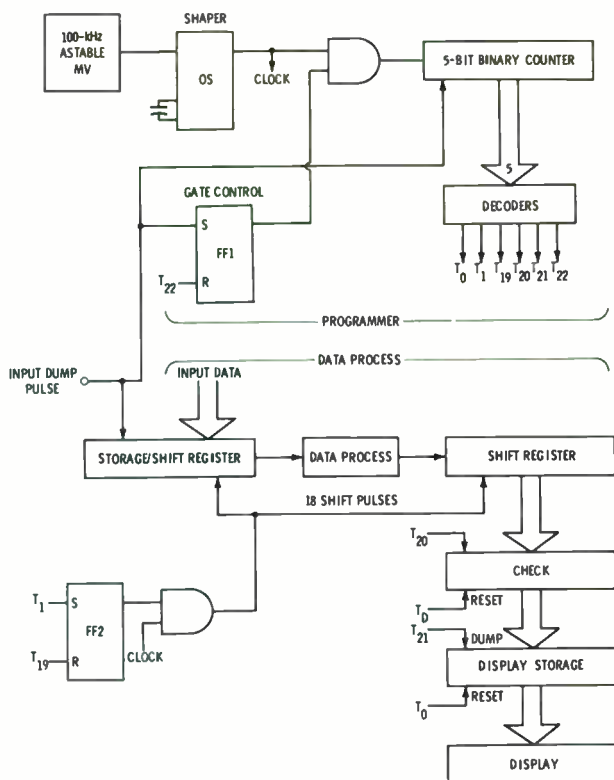 SHAPER
100-kHz
ASTABLE
MV
OS
CLOCK
5-BIT BINARY COUNTER
5
GATE CONTROL
S
FF1
T22
R
DECODERS
T0 T1 T19 T20 T21 T22
PROGRAMMER
DATA PROCESS
INPUT DUMP
PULSE
INPUT DATA
STORAGE/SHIFT REGISTER
DATA PROCESS
SHIFT REGISTER
18 SHIFT PULSES
T20
CHECK
TD
RESET
T21
DUMP
DISPLAY STORAGE
T0
RESET
DISPLAY
T1
S
FF2
T19
R
CLOCK